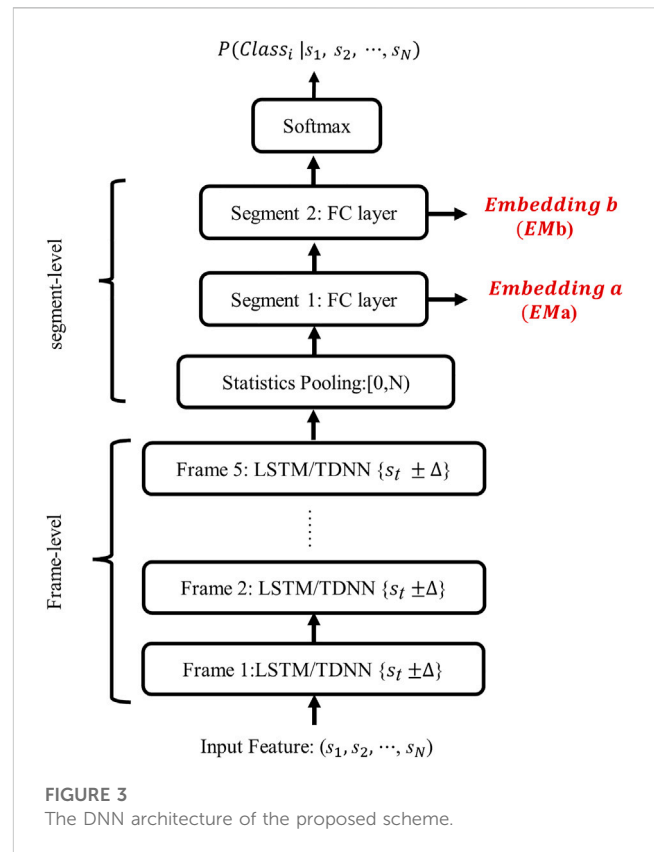 P(Class_i |s_1, s_2, ⋯, s_N)
Softmax
Segment 2: FC layer
Embedding b
(EMb)
segment-level
Segment 1: FC layer
Embedding a
(EMa)
Statistics Pooling:[0,N)
Frame 5: LSTM/TDNN {s_t ± Δ}
Frame-level
Frame 2: LSTM/TDNN {s_t ±Δ}
Frame 1:LSTM/TDNN {s_t ±Δ}
Input Feature: (s_1, s_2, ⋯, s_N)
FIGURE 3
The DNN architecture of the proposed scheme.